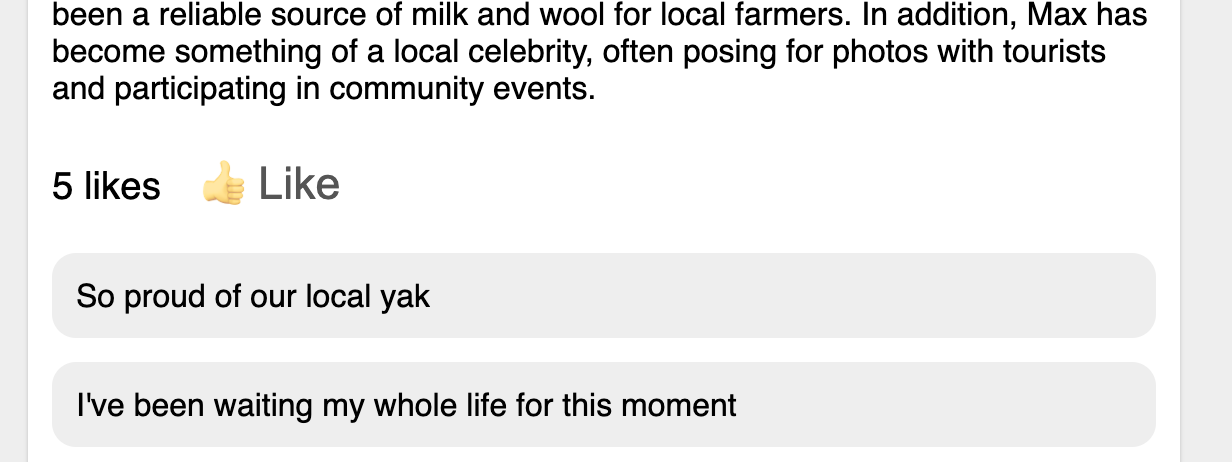 been a reliable source of milk and wool for local farmers. In addition, Max has
become something of a local celebrity, often posing for photos with tourists
and participating in community events.
5 likes 👍 Like
So proud of our local yak
I've been waiting my whole life for this moment